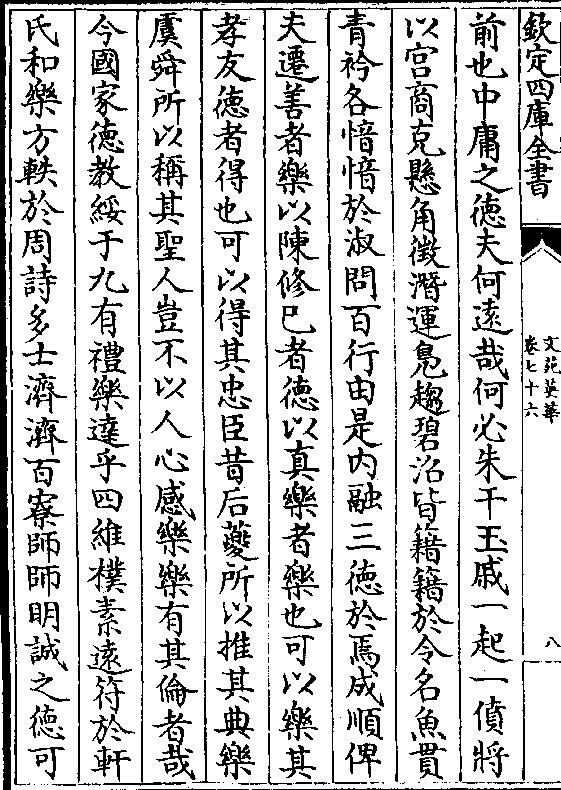 欽定四庫全書
文苑英華
卷七十六
八
前也中庸之德夫何逺哉何必朱干玉戚一起一僨將
以宫商克懸角徵潛運鳬趨碧沼皆籍籍於令名魚貫
青衿各愔愔於淑問百行由是内融三德於焉成順俾
夫遷善者樂以陳修已者德以真樂者樂也可以樂其
孝友德者得也可以得其忠臣昔后夔所以推其典樂
虞舜所以稱其聖人豈不以人心感樂樂有其倫者哉
今國家德教綏于九有禮樂達乎四維樸素逺符於軒
氏和樂方軼於周詩多士濟濟百寮師師明誠之德可